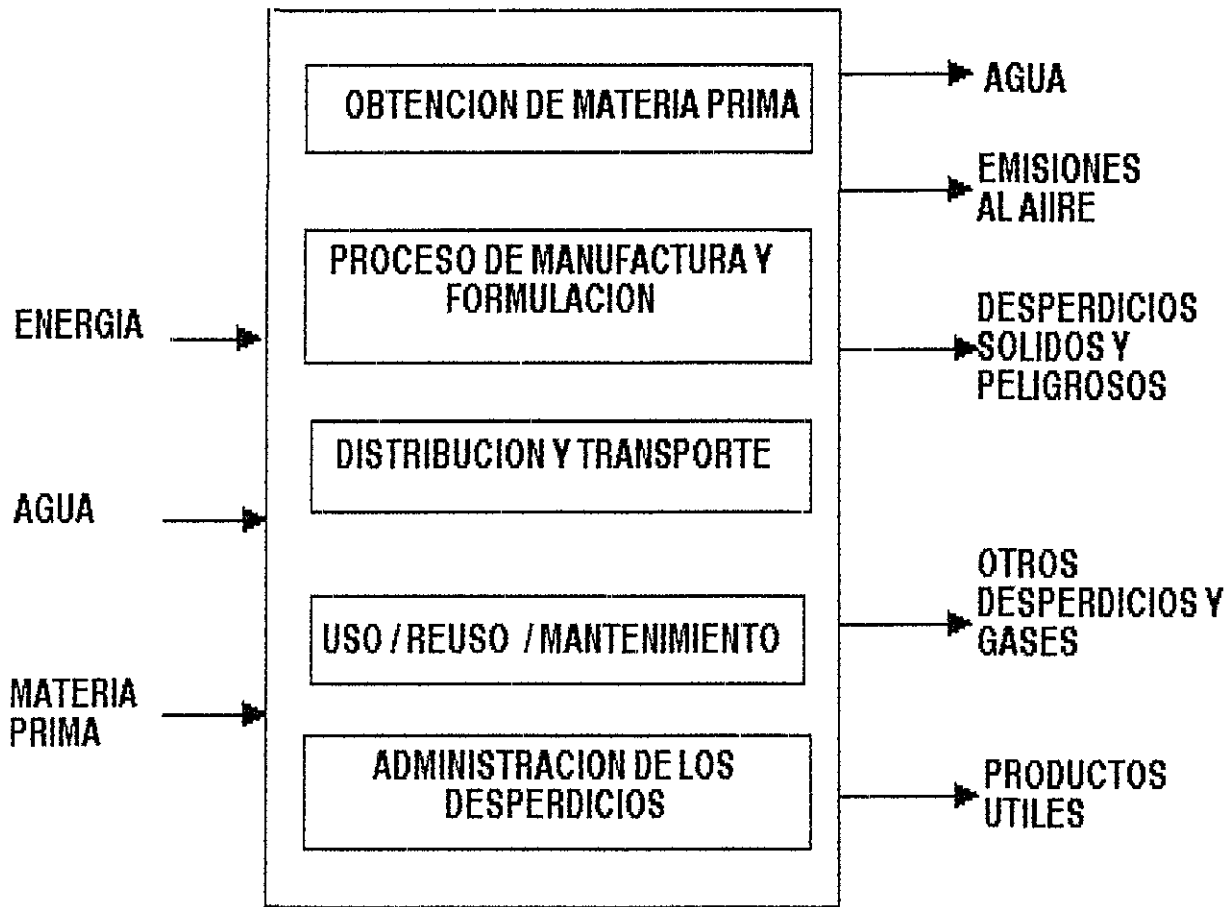 ENERGIA
AGUA
MATERIA
PRIMA
OBTENCION DE MATERIA PRIMA
PROCESO DE MANUFACTURA Y
FORMULACION
DISTRIBUCION Y TRANSPORTE
USO / REUSO / MANTENIMIENTO
ADMINISTRACION DE LOS
DESPERDICIOS
AGUA
EMISIONES
AL AIIRE
DESPERDICIOS
SOLIDOS Y
PELIGROSOS
OTROS
DESPERDICIOS Y
GASES
PRODUCTOS
UTILES